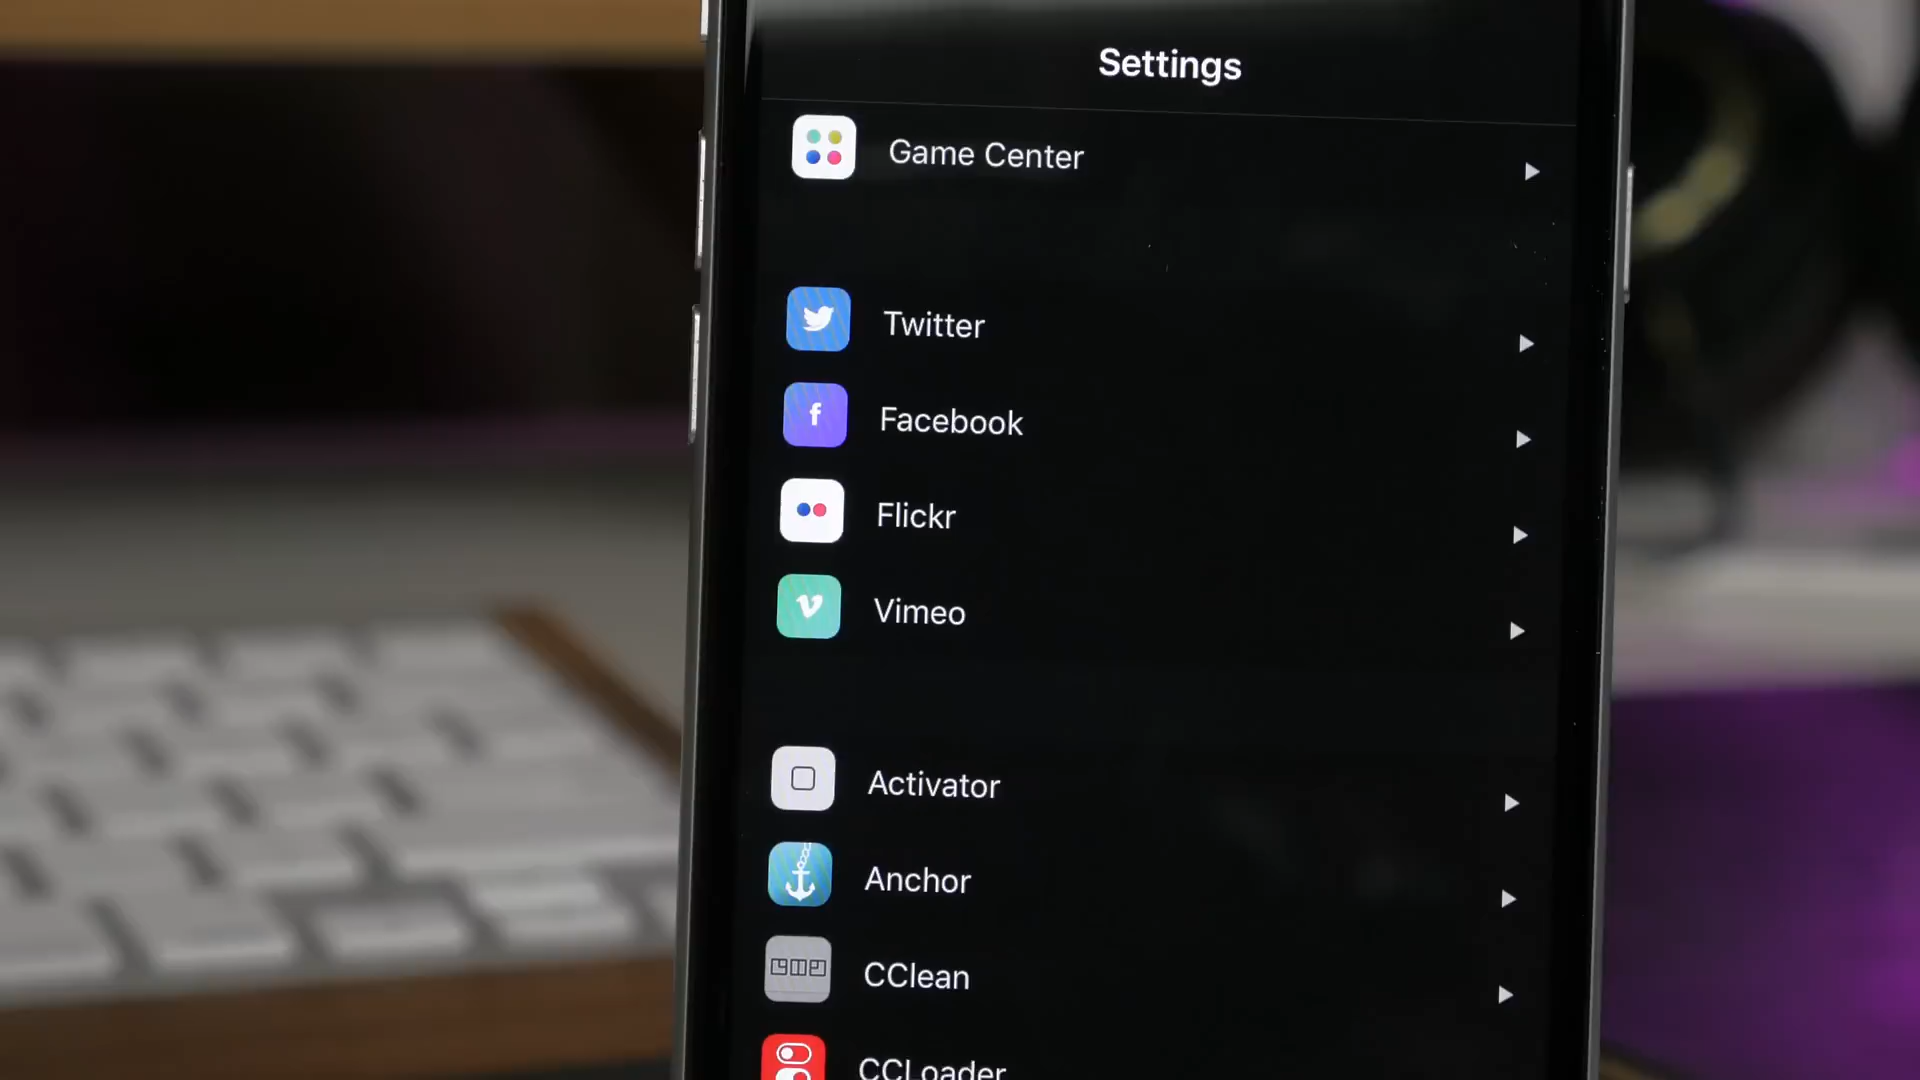 Settings
Game Center
Twitter
Facebook
Flickr
Vimeo
Activator
Anchor
CClean
CCLoader